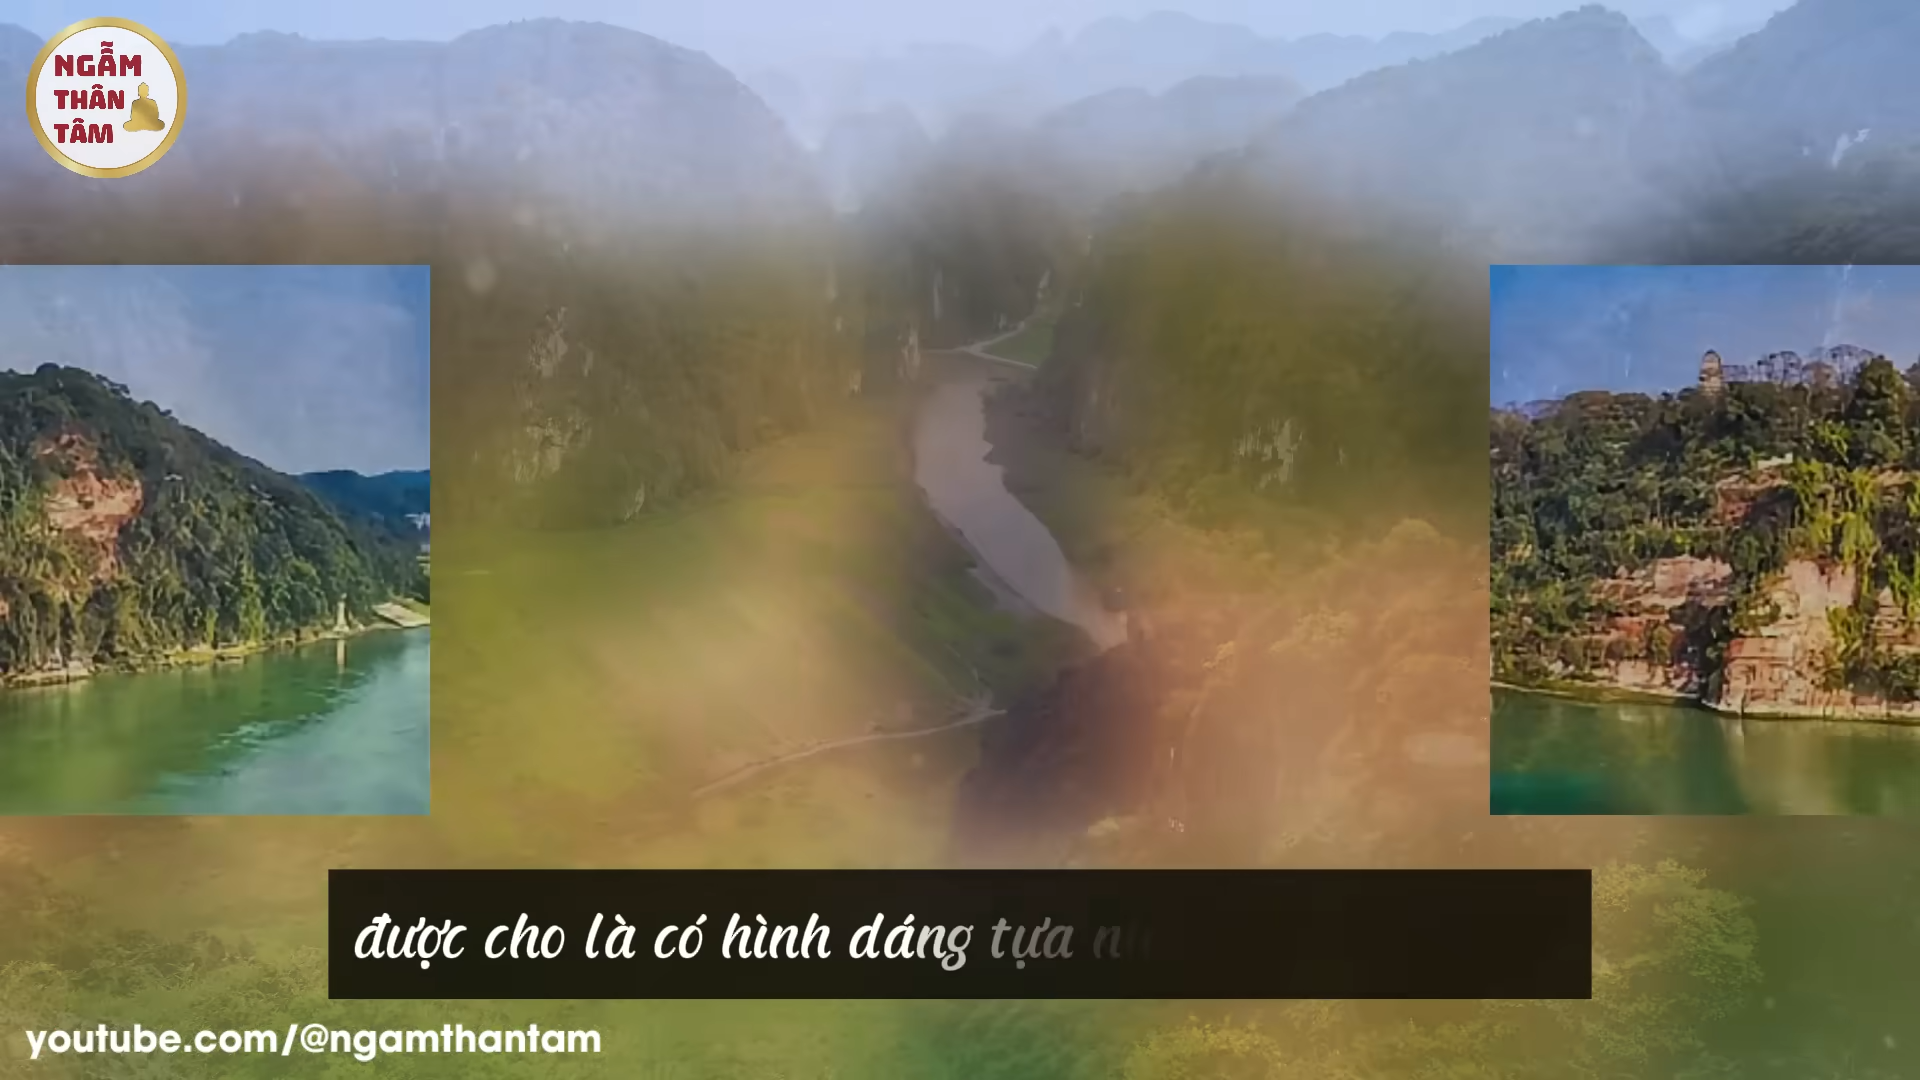 NGẪM
THÂN
TÂM
được cho là có hình dáng tựa
youtube.com/@ngamthantam